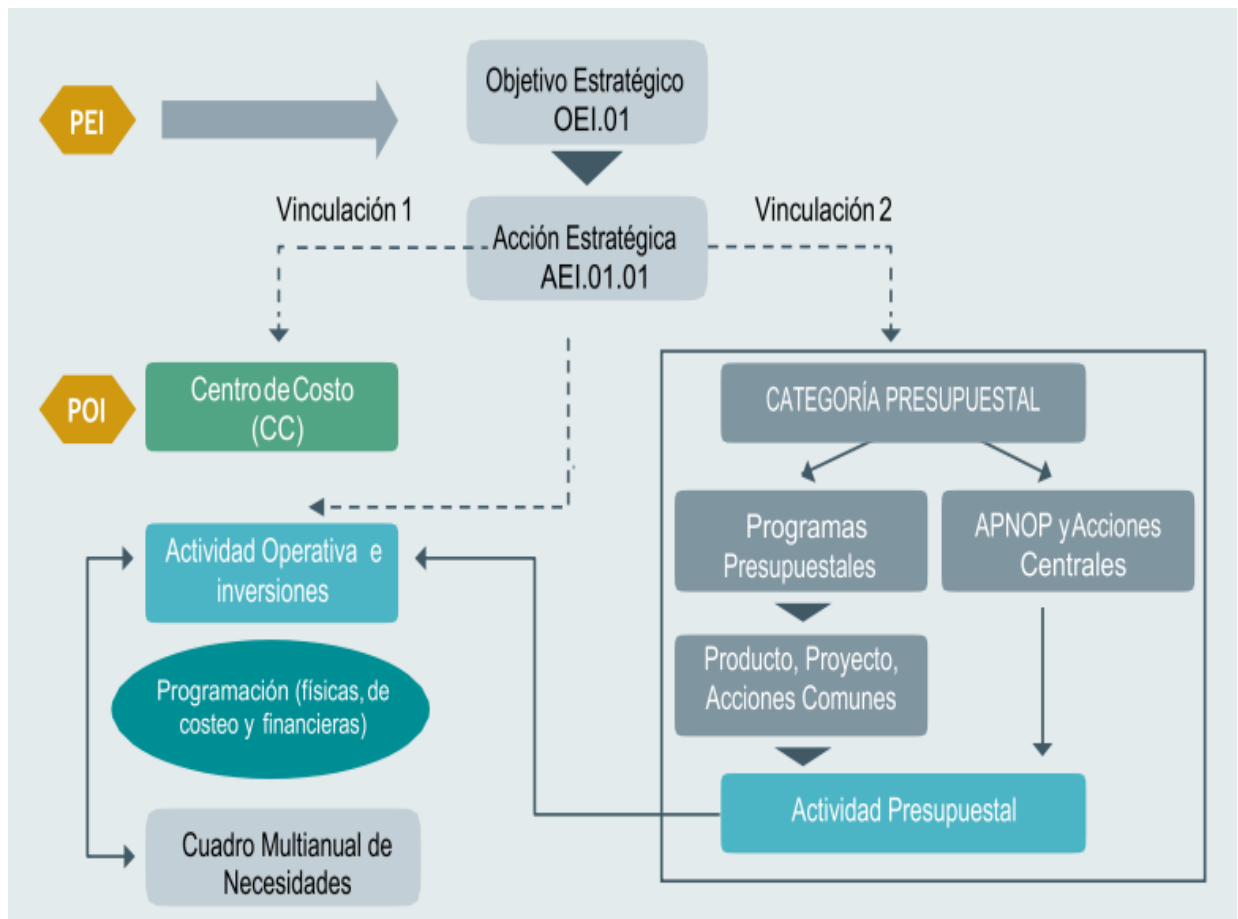 Objetivo Estratégico
OEI.01
PEI
Vinculación 1
Vinculación 2
Acción Estratégica
AEI.01.01
POI
Centro de Costo
(CC)
CATEGORÍA PRESUPUESTAL
Programas
Presupuestales
APNOP y Acciones
Centrales
Actividad Operativa e
inversiones
Producto, Proyecto,
Acciones Comunes
Programación (físicas, de
costeo y financieras)
Actividad Presupuestal
Cuadro Multianual de
Necesidades